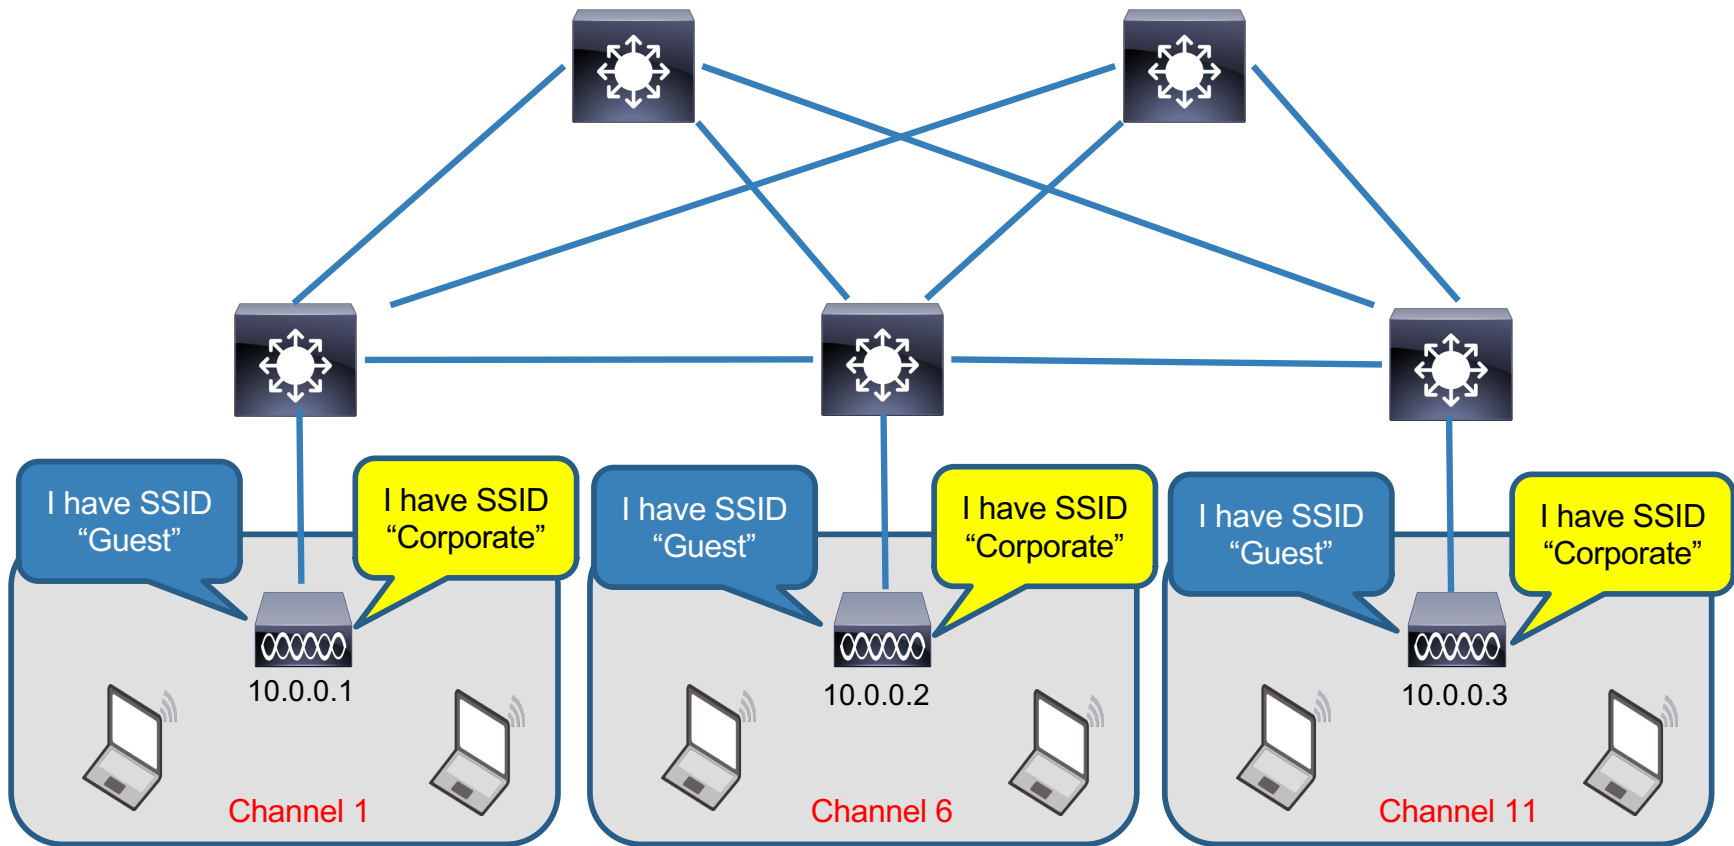 I have SSID
“Guest”
I have SSID
“Corporate”
I have SSID
“Guest”
I have SSID
“Corporate”
I have SSID
“Guest”
I have SSID
“Corporate”
10.0.0.1
10.0.0.2
10.0.0.3
Channel 1
Channel 6
Channel 11